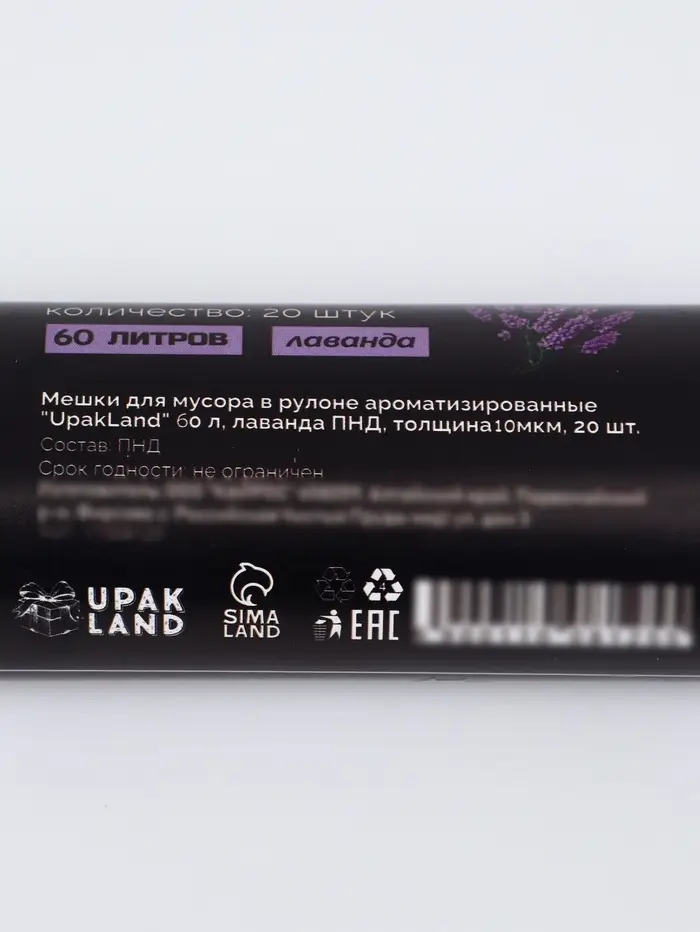 количество: 20 штук
60 ЛИТРОВ
лаванда
Мешки для мусора в рулоне ароматизированные
"UpakLand" 60 л, лаванда ПНД, толщина10мкм, 20 шт.
Состав: ПНД
Срок годности: не ограничен
UPAK
LAND
SIMA
LAND
4
EAC